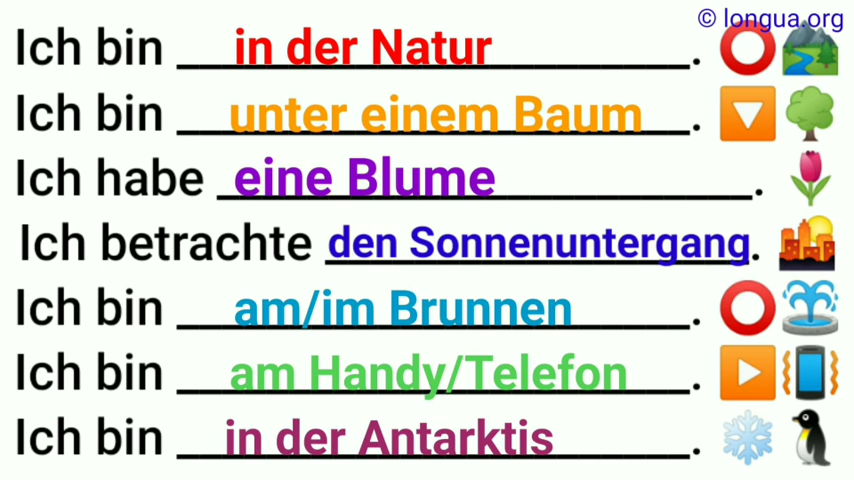 © longua.org
Ich bin in der Natur.
Ich bin unter einem Baum.
Ich habe eine Blume.
Ich betrachte den Sonnenuntergang.
Ich bin am/im Brunnen.
Ich bin am Handy/Telefon.
Ich bin in der Antarktis.